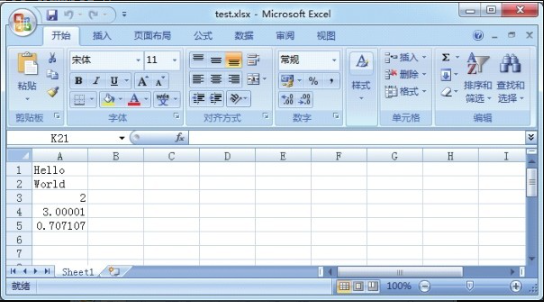 test.xlsx - Microsoft Excel
开始 插入 页面布局 公式 数据 审阅 视图
宋体 11 常规
粘贴 B I U A A 样式 插入 删除 格式 Σ 排序和筛选 查找和选择
剪贴板 字体 对齐方式 数字 单元格 编辑
K21 fx
A B C D E F G H I
1 Hello
2 World
3 2
4 3.00001
5 0.707107
6
7
Sheet1
就绪 100%